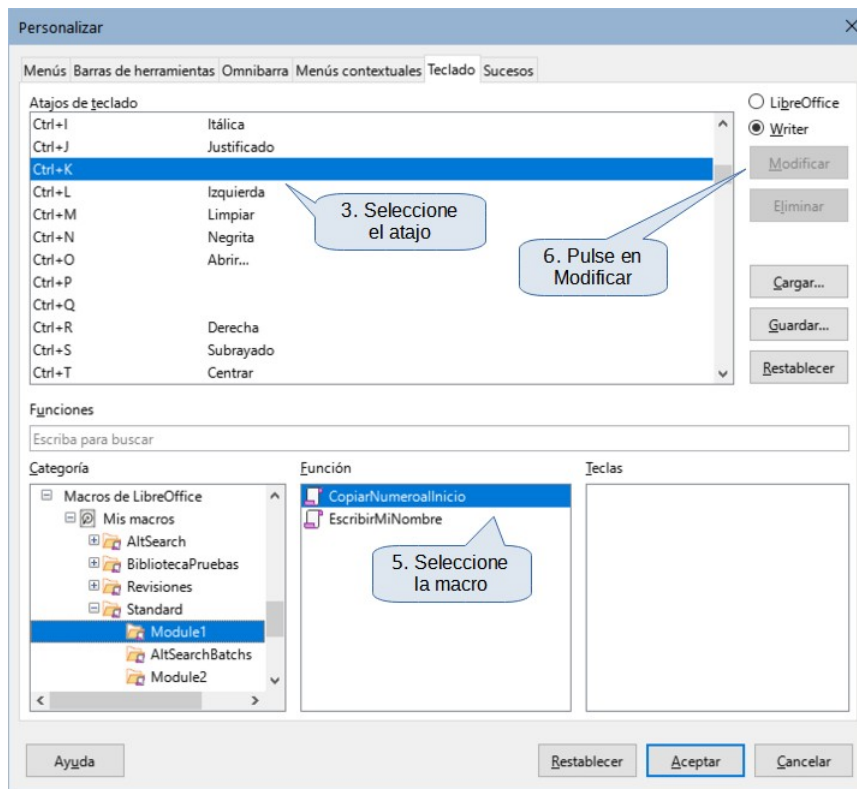 Personalizar
Menús Barras de herramientas Omnibarra Menús contextuales Teclado Sucesos
Atajos de teclado
Ctrl+I Itálica
Ctrl+J Justificado
Ctrl+K
Ctrl+L Izquierda
Ctrl+M Limpiar
Ctrl+N Negrita
Ctrl+O Abrir...
Ctrl+P
Ctrl+Q
Ctrl+R Derecha
Ctrl+S Subrayado
Ctrl+T Centrar
3. Seleccione
el atajo
6. Pulse en
Modificar
LibreOffice
Writer
Modificar
Eliminar
Cargar...
Guardar...
Restablecer
Funciones
Escriba para buscar
Categoría
Macros de LibreOffice
Mis macros
AltSearch
BibliotecaPruebas
Revisiones
Standard
Module1
AltSearchBatchs
Module2
Función
CopiarNumeroalInicio
EscribirMiNombre
5. Seleccione
la macro
Teclas
Ayuda
Restablecer
Aceptar
Cancelar